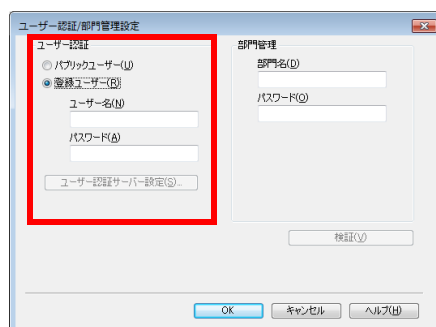 ユーザー認証/部門管理設定
ユーザー認証
パブリックユーザー(U)
登録ユーザー(R)
ユーザー名(N)
パスワード(A)
ユーザー認証サーバー設定(S)...
部門管理
部門名(D)
パスワード(O)
検証(V)
OK
キャンセル
ヘルプ(H)